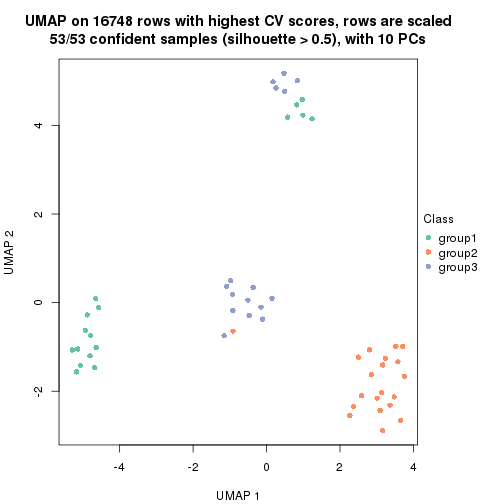 UMAP on 16748 rows with highest CV scores, rows are scaled
53/53 confident samples (silhouette > 0.5), with 10 PCs
4
2
0
-2
UMAP 2
-4
-2
0
2
4
UMAP 1
Class
group1
group2
group3